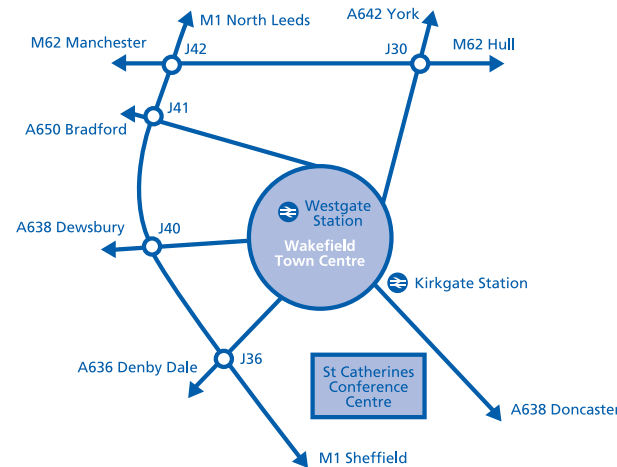 M1 North Leeds
A642 York
M62 Manchester
J42
J30
M62 Hull
J41
A650 Bradford
Westgate
Station
Wakefield
Town Centre
A638 Dewsbury
J40
Kirkgate Station
J36
A636 Denby Dale
St Catherines
Conference
Centre
A638 Doncaster
M1 Sheffield